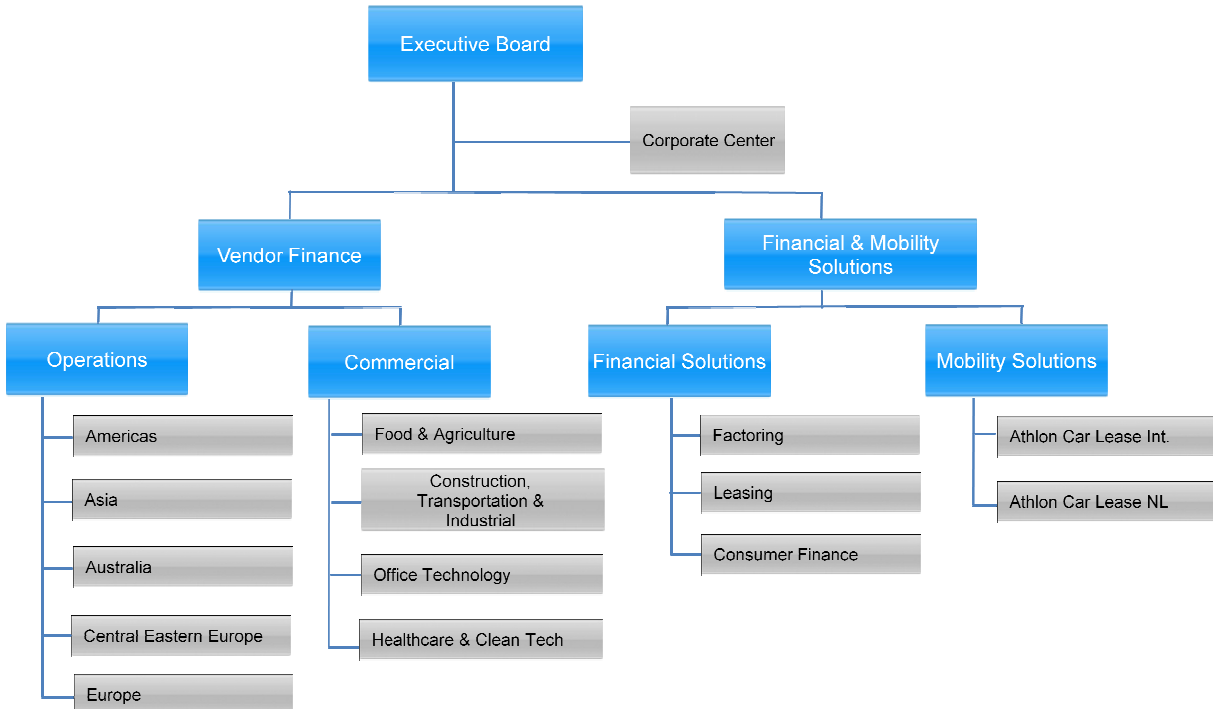 Executive Board
Corporate Center
Vendor Finance
Financial & Mobility
Solutions
Operations
Commercial
Financial Solutions
Mobility Solutions
Americas
Asia
Australia
Central Eastern Europe
Europe
Food & Agriculture
Construction,
Transportation &
Industrial
Office Technology
Healthcare & Clean Tech
Factoring
Leasing
Consumer Finance
Athlon Car Lease Int.
Athlon Car Lease NL